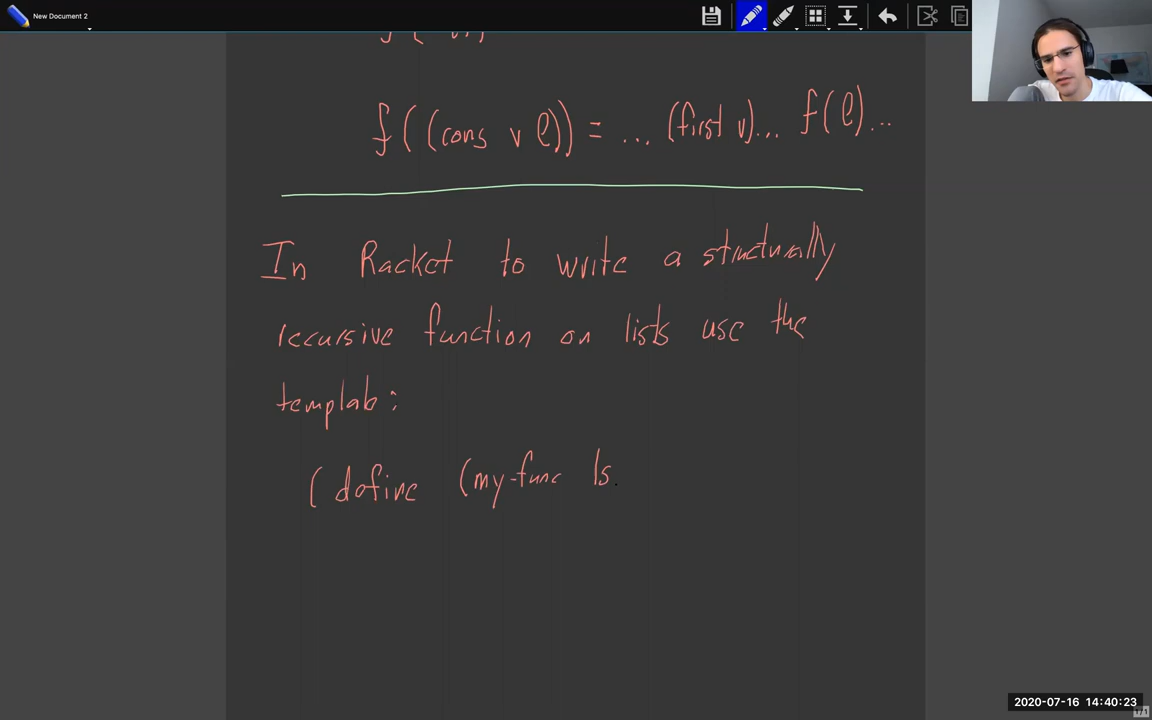 New Document 2
f((cons v l)) = ... (first v)... f(l)...
In Racket to write a structurally
recursive function on lists use the
templab:
(define (my-func ls
2020-07-16 14:40:23